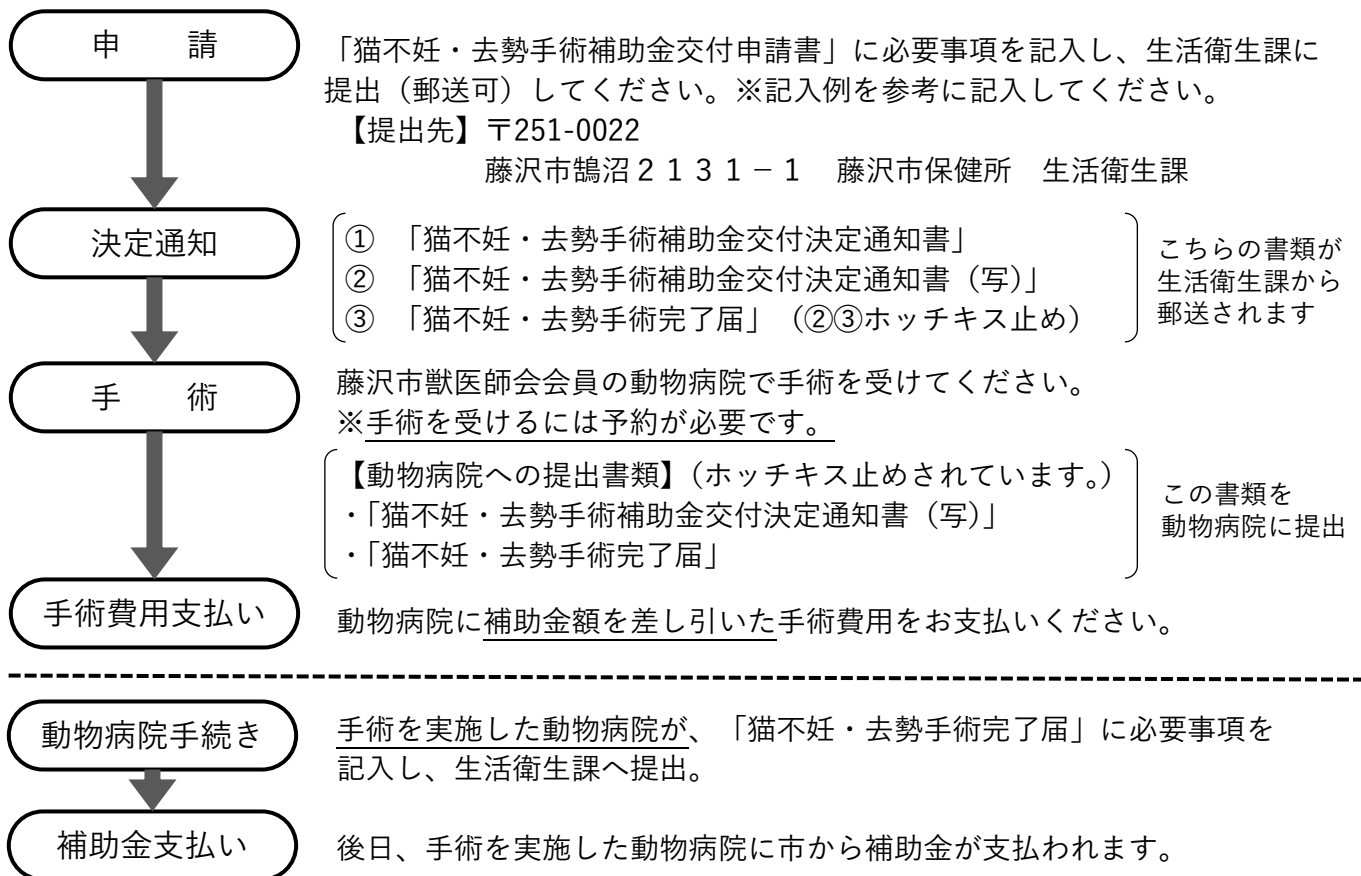 申　　請
「猫不妊・去勢手術補助金交付申請書」に必要事項を記入し、生活衛生課に
提出（郵送可）してください。※記入例を参考に記入してください。
【提出先】〒251-0022
藤沢市鵠沼２１３１－１　藤沢市保健所　生活衛生課
決定通知
①　「猫不妊・去勢手術補助金交付決定通知書」
②　「猫不妊・去勢手術補助金交付決定通知書（写）」
③　「猫不妊・去勢手術完了届」（②③ホッチキス止め）
こちらの書類が
生活衛生課から
郵送されます
手　　術
藤沢市獣医師会会員の動物病院で手術を受けてください。
※手術を受けるには予約が必要です。
【動物病院への提出書類】（ホッチキス止めされています。）
・「猫不妊・去勢手術補助金交付決定通知書（写）」
・「猫不妊・去勢手術完了届」
この書類を
動物病院に提出
手術費用支払い
動物病院に補助金額を差し引いた手術費用をお支払いください。
動物病院手続き
手術を実施した動物病院が、「猫不妊・去勢手術完了届」に必要事項を
記入し、生活衛生課へ提出。
補助金支払い
後日、手術を実施した動物病院に市から補助金が支払われます。